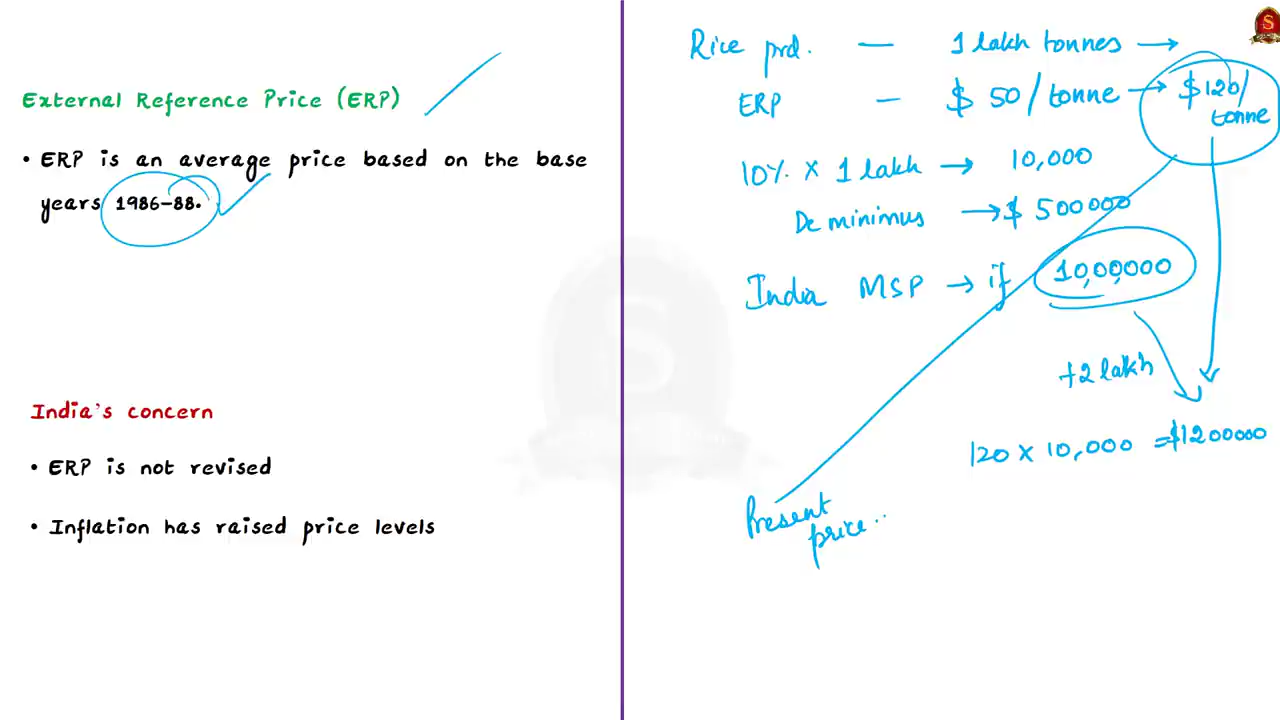 External Reference Price (ERP)
• ERP is an average price based on the base
years 1986-88.
India's concern
• ERP is not revised
• Inflation has raised price levels
Rice prd. — 1 lakh tonnes →
ERP — $ 50/tonne → $120/
tonne
10% × 1 lakh → 10,000
De minimus → $ 500000
India MSP → if 10,00,000
+2 lakh
120 × 10,000 = $1200000
Present
price..
S